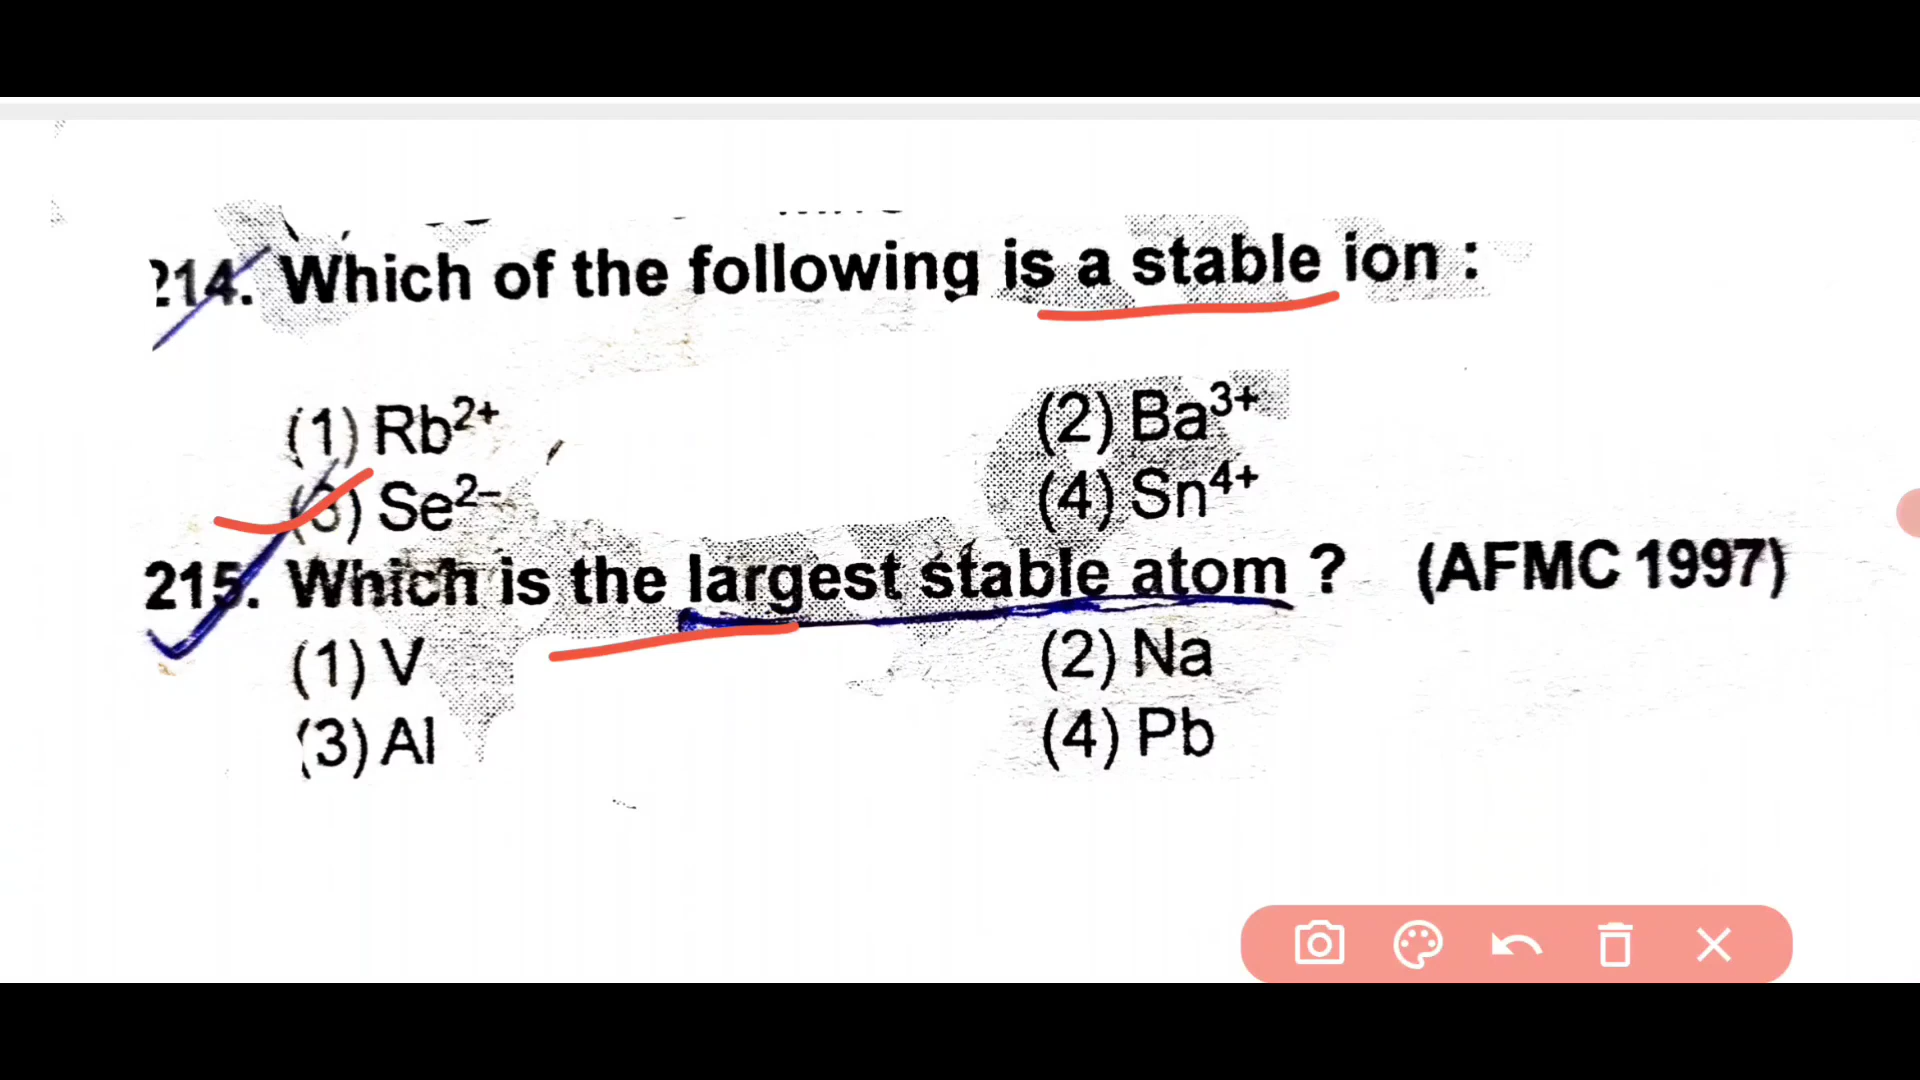 214. Which of the following is a stable ion :
(1) Rb²⁺ (2) Ba³⁺
(3) Se²⁻ (4) Sn⁴⁺
215. Which is the largest stable atom ? (AFMC 1997)
(1) V (2) Na
(3) Al (4) Pb